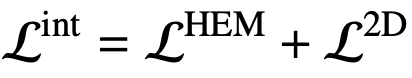 ℒ^int = ℒ^HEM + ℒ^2D